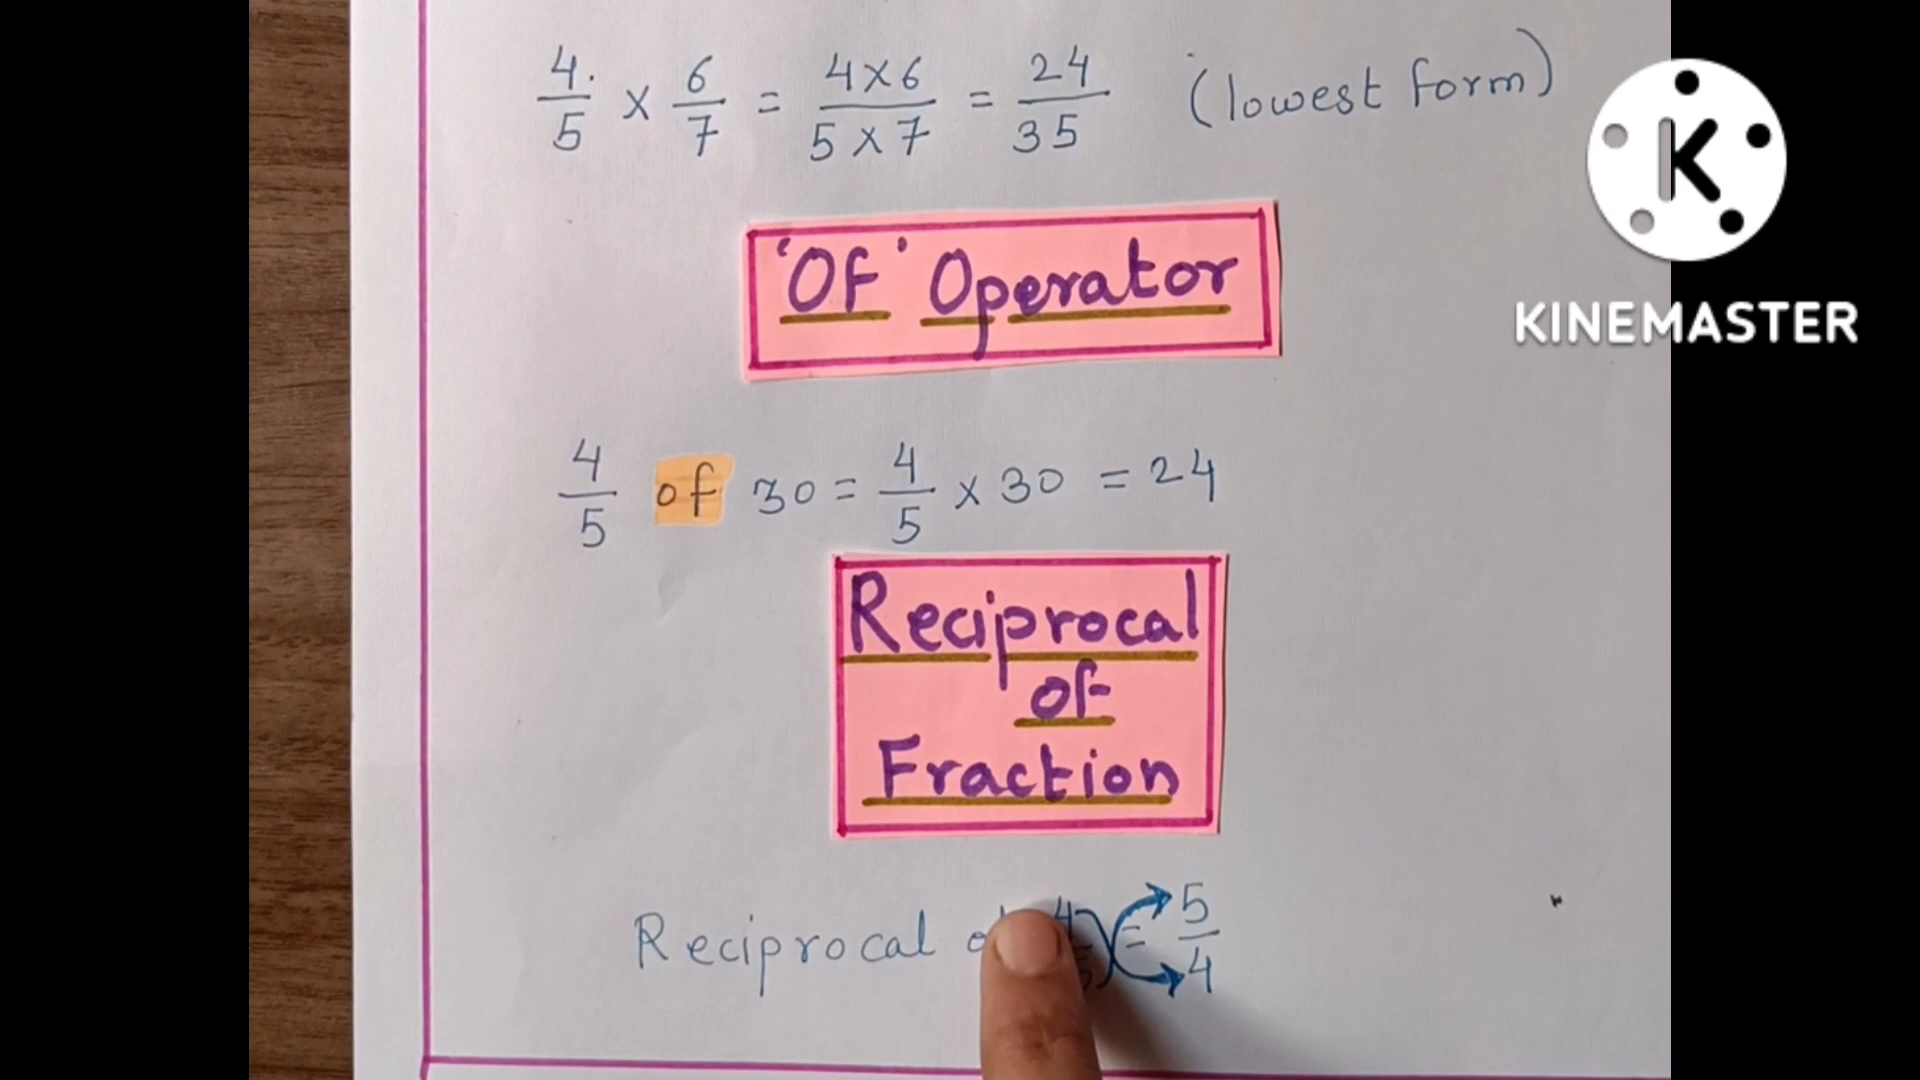 4/5 × 6/7 = 4×6/5×7 = 24/35 (lowest form)
'Of' Operator
4/5 of 30 = 4/5 × 30 = 24
Reciprocal
of
Fraction
Reciprocal = 5/4
K
KINEMASTER